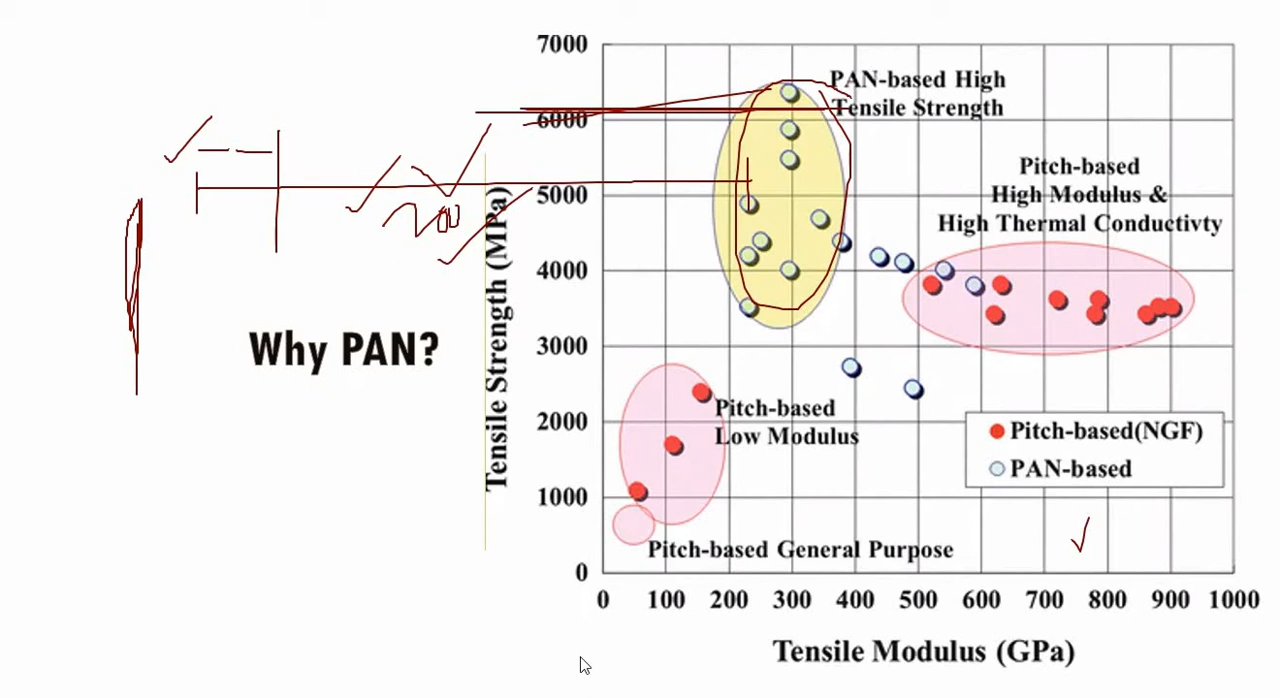 7000
6000
5000
4000
3000
2000
1000
0
Tensile Strength (MPa)
PAN-based High
Tensile Strength
Pitch-based
High Modulus &
High Thermal Conductivty
200
Why PAN?
Pitch-based
Low Modulus
Pitch-based(NGF)
PAN-based
Pitch-based General Purpose
0 100 200 300 400 500 600 700 800 900 1000
Tensile Modulus (GPa)